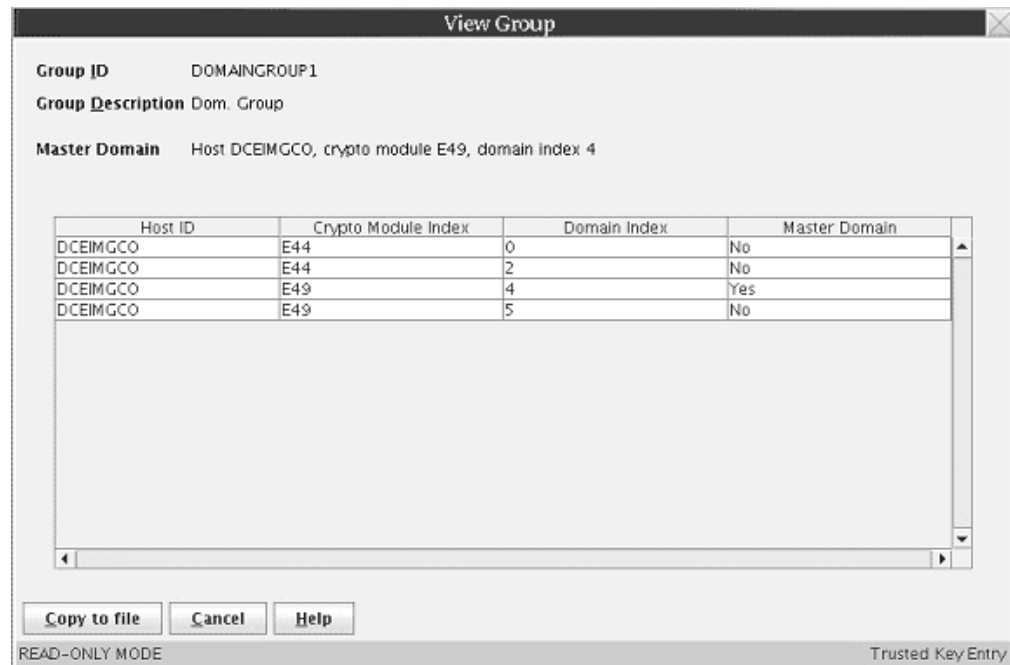 View Group
Group ID DOMAINGROUP1
Group Description Dom. Group
Master Domain Host DCEIMGCO, crypto module E49, domain index 4
Host ID Crypto Module Index Domain Index Master Domain
DCEIMGCO E44 0 No
DCEIMGCO E44 2 No
DCEIMGCO E49 4 Yes
DCEIMGCO E49 5 No
Copy to file Cancel Help
READ-ONLY MODE Trusted Key Entry